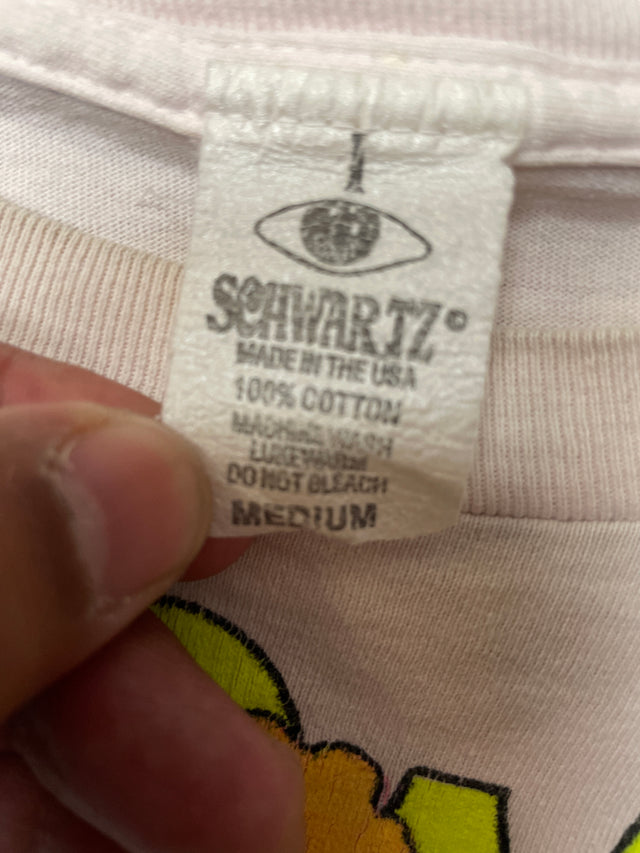 I
SCHWARTZ©
MADE IN THE USA
100% COTTON
MACHINE WASH
LUKEWARM
DO NOT BLEACH
MEDIUM